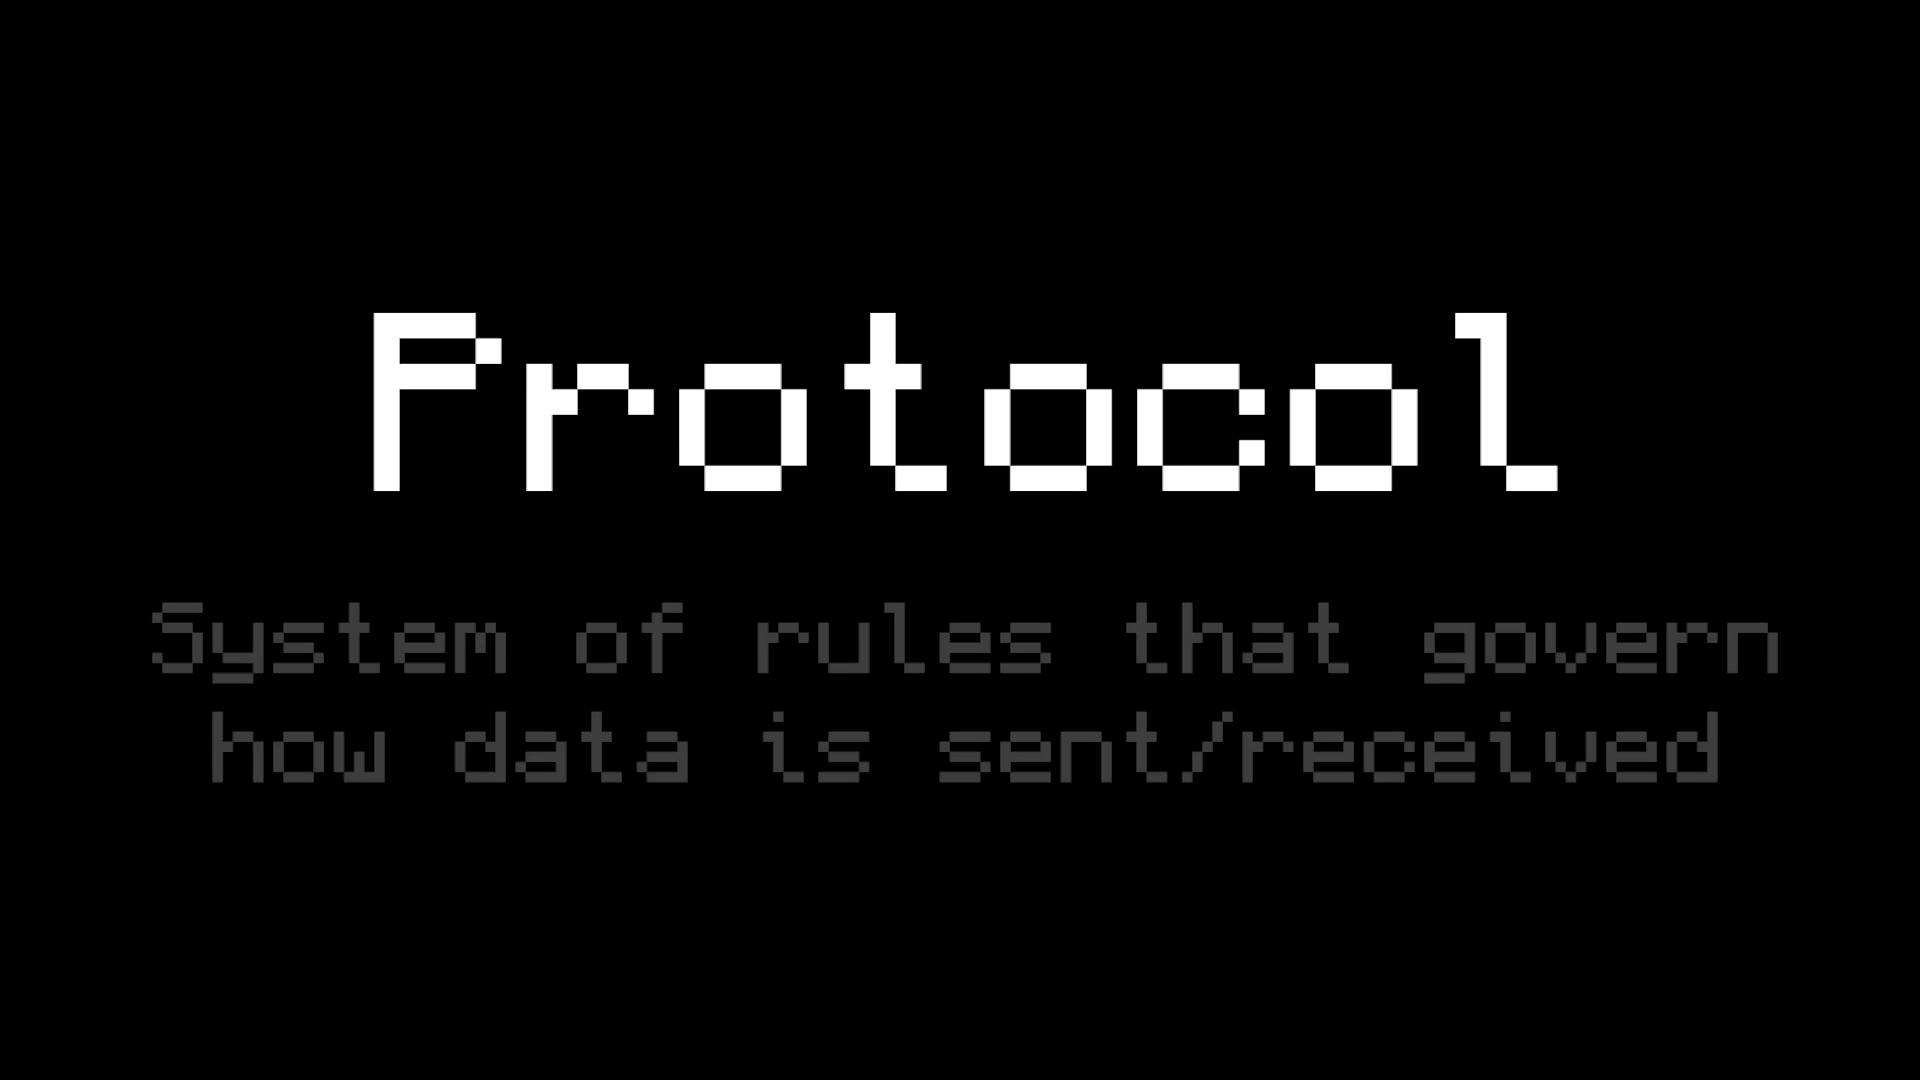 Protocol
System of rules that govern
how data is sent/received